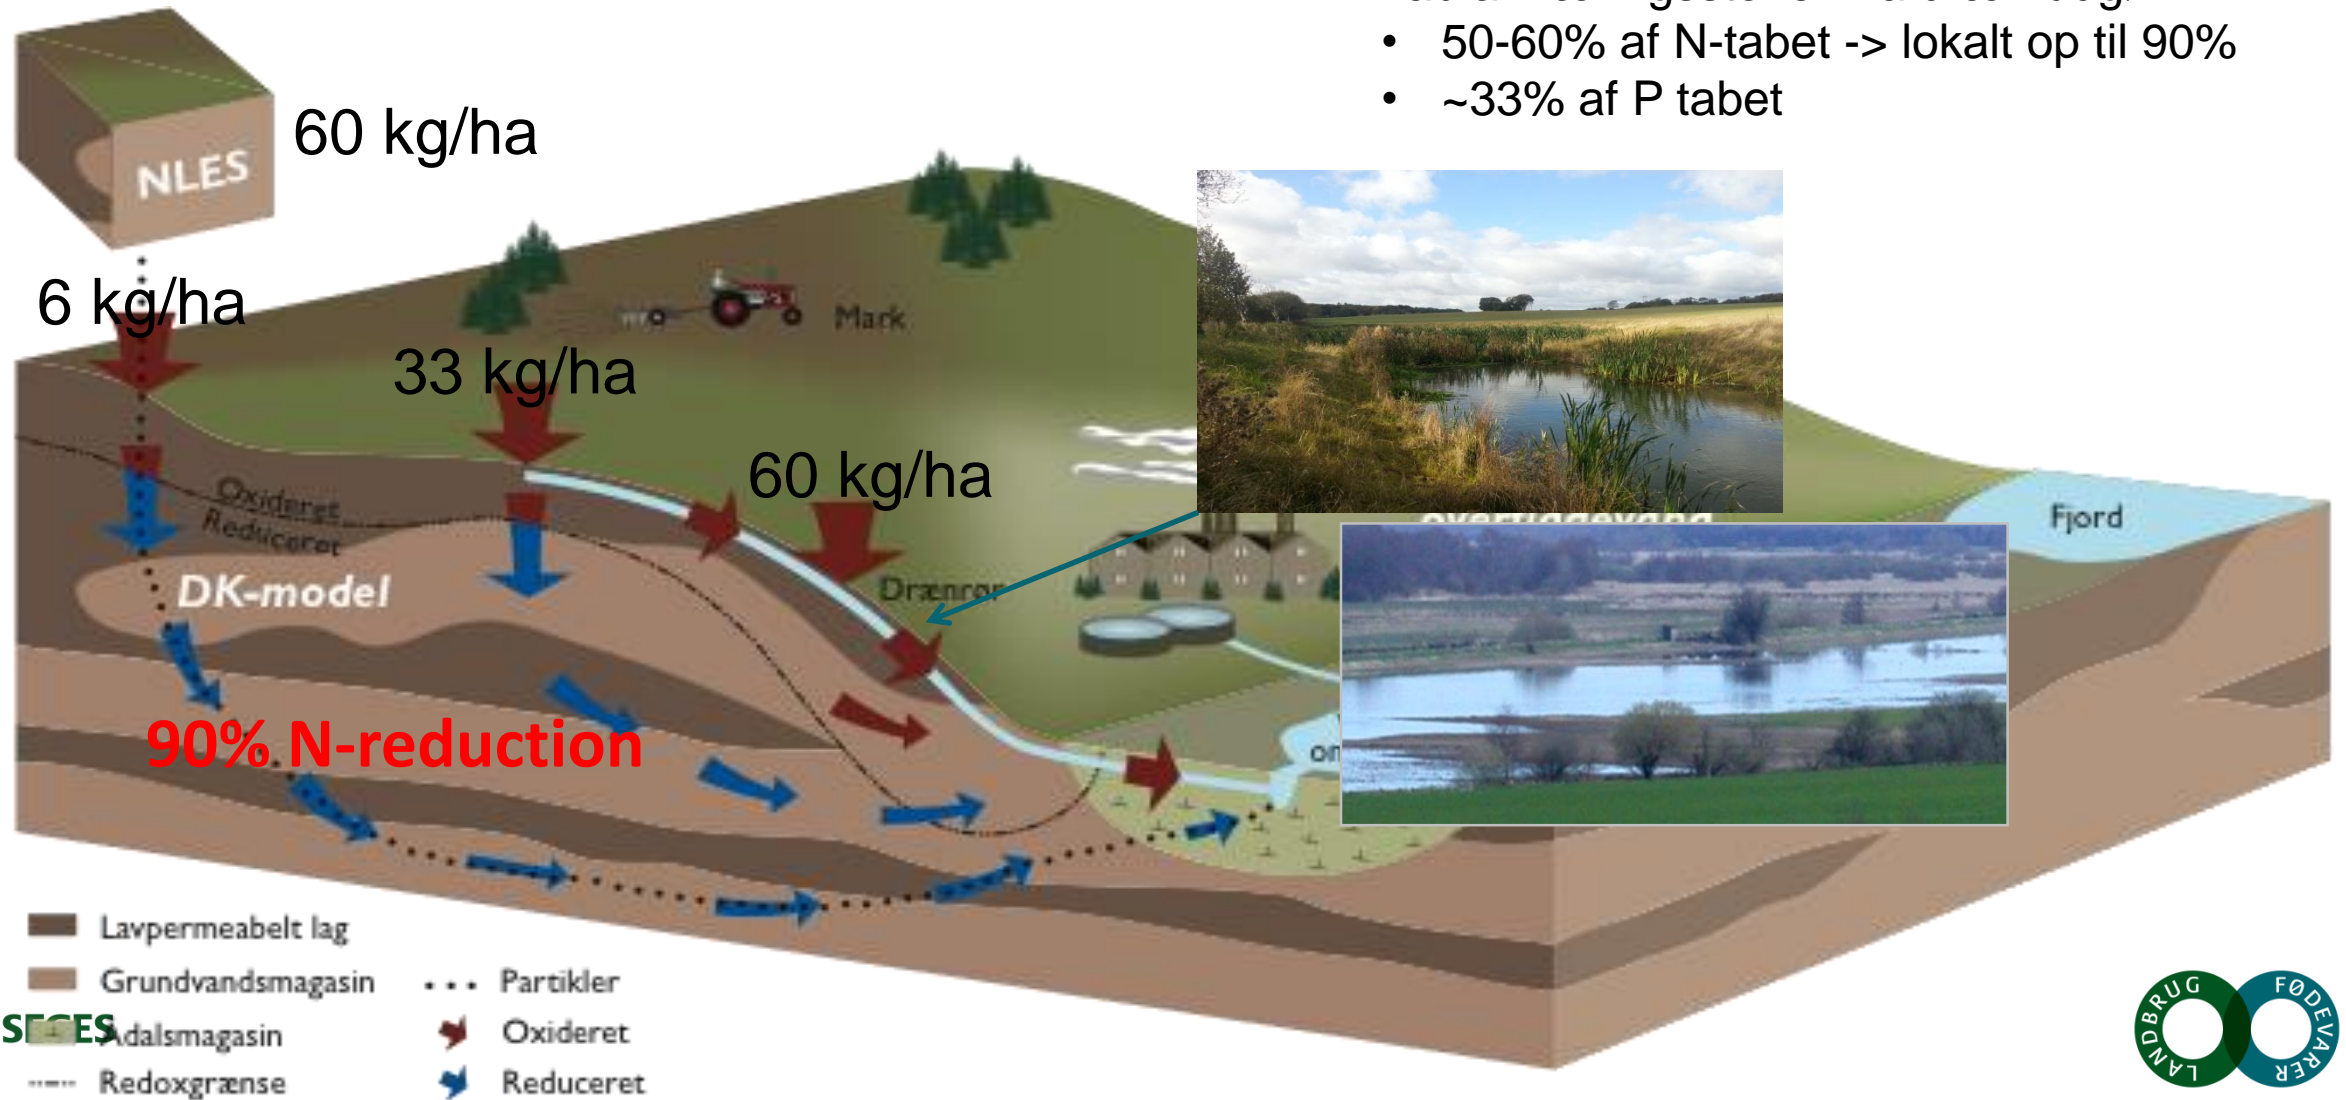 50-60% af N-tabet -> lokalt op til 90%
~33% af P tabet
60 kg/ha
NLES
6 kg/ha
Mark
33 kg/ha
60 kg/ha
Oxideret
Reduceret
Fjord
DK-model
Drænrør
90% N-reduction
Lavpermeabelt lag
Grundvandsmagasin
Partikler
SEGES
Ådalsmagasin
Oxideret
Redoxgrænse
Reduceret
LANDBRUG
FØDEVARER